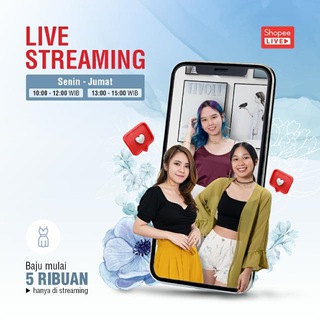 LIVE
STREAMING
Shopee
LIVE
Senin - Jumat
10:00 - 12:00 WIB
13:00 - 15:00 WIB
TIVOLI
Baju mulai
5 RIBUAN
hanya di streaming